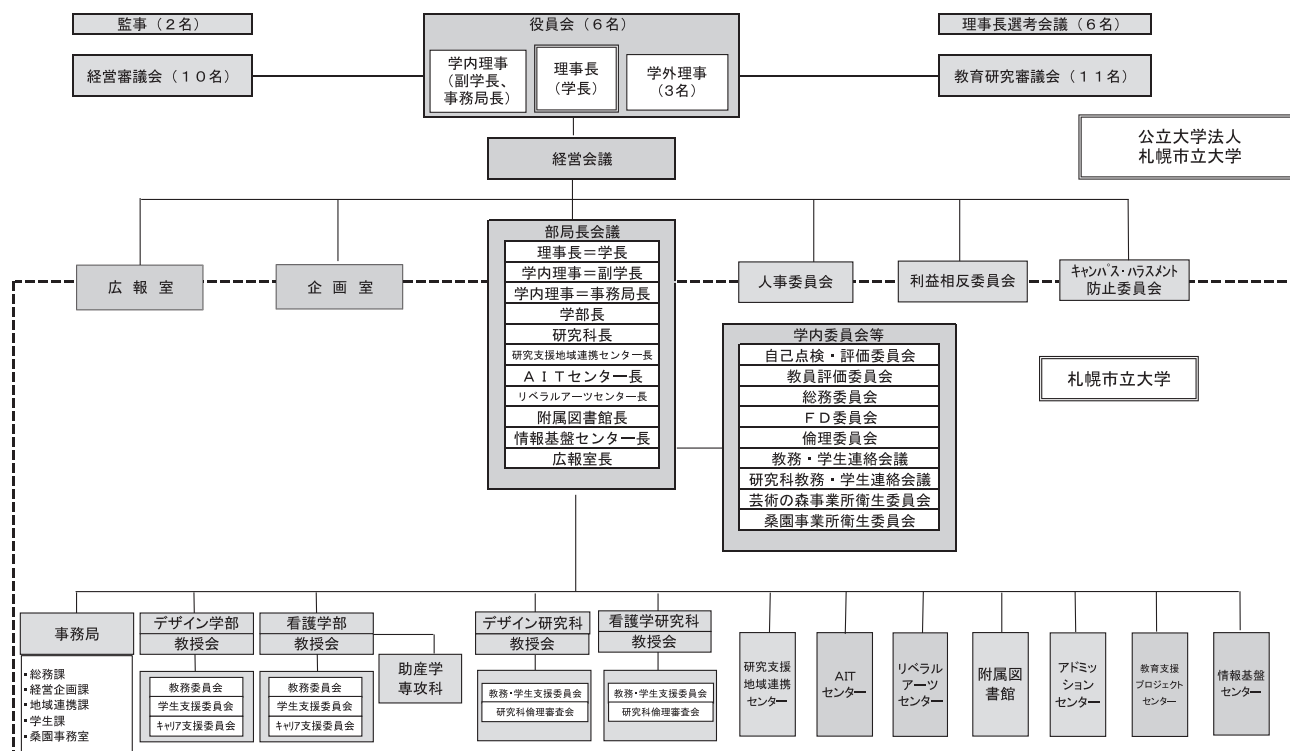 監事（２名）
役員会（６名）
理事長選考会議（６名）
経営審議会（１０名）
学内理事
（副学長、
事務局長）
理事長
（学長）
学外理事
（3名）
教育研究審議会（１１名）
公立大学法人
札幌市立大学
経営会議
広報室
企画室
部局長会議
理事長＝学長
学内理事＝副学長
学内理事＝事務局長
学部長
研究科長
研究支援地域連携センター長
ＡＩＴセンター長
リベラルアーツセンター長
附属図書館長
情報基盤センター長
広報室長
人事委員会
利益相反委員会
ｷｬﾝﾊﾟｽ・ﾊﾗｽﾒﾝﾄ
防止委員会
学内委員会等
自己点検・評価委員会
教員評価委員会
総務委員会
ＦＤ委員会
倫理委員会
教務・学生連絡会議
研究科教務・学生連絡会議
芸術の森事業所衛生委員会
桑園事業所衛生委員会
札幌市立大学
事務局
▪総務課
▪経営企画課
▪地域連携課
▪学生課
▪桑園事務室
デザイン学部
教授会
教務委員会
学生支援委員会
ｷｬﾘｱ支援委員会
看護学部
教授会
教務委員会
学生支援委員会
ｷｬﾘｱ支援委員会
助産学
専攻科
デザイン研究科
教授会
教務・学生支援委員会
研究科倫理審査会
看護学研究科
教授会
教務・学生支援委員会
研究科倫理審査会
研究支援
地域連携
センター
AIT
センター
リベラル
アーツ
センター
附属図
書館
アドミッ
ション
センター
教育支援
プロジェクト
センター
情報基盤
センター